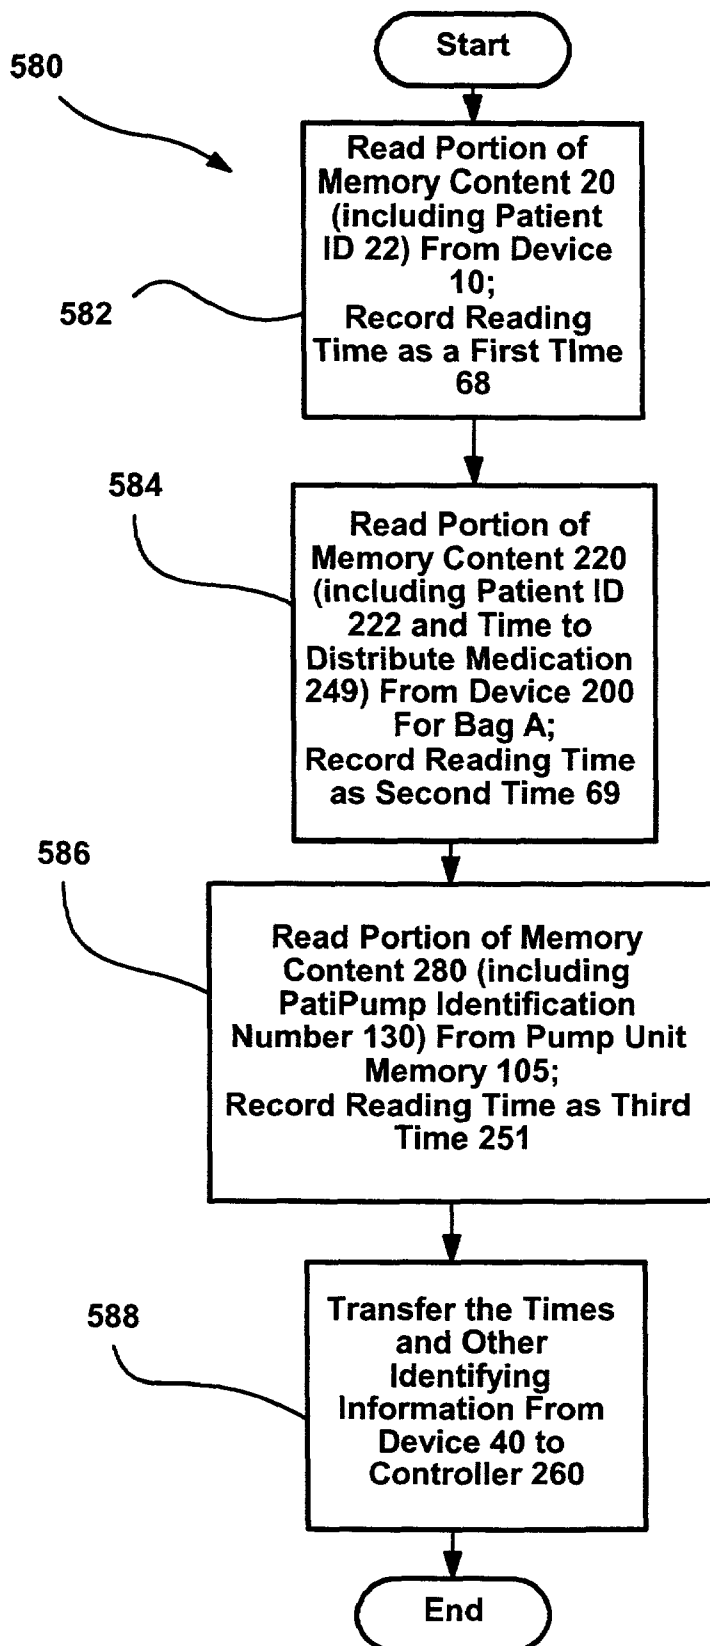 Start
580
Read Portion of
Memory Content 20
(including Patient
ID 22) From Device
10;
Record Reading
Time as a First TIme
68
582
584
Read Portion of
Memory Content 220
(including Patient ID
222 and Time to
Distribute Medication
249) From Device 200
For Bag A;
Record Reading Time
as Second Time 69
586
Read Portion of Memory
Content 280 (including
PatiPump Identification
Number 130) From Pump Unit
Memory 105;
Record Reading Time as Third
Time 251
588
Transfer the Times
and Other
Identifying
Information From
Device 40 to
Controller 260
End